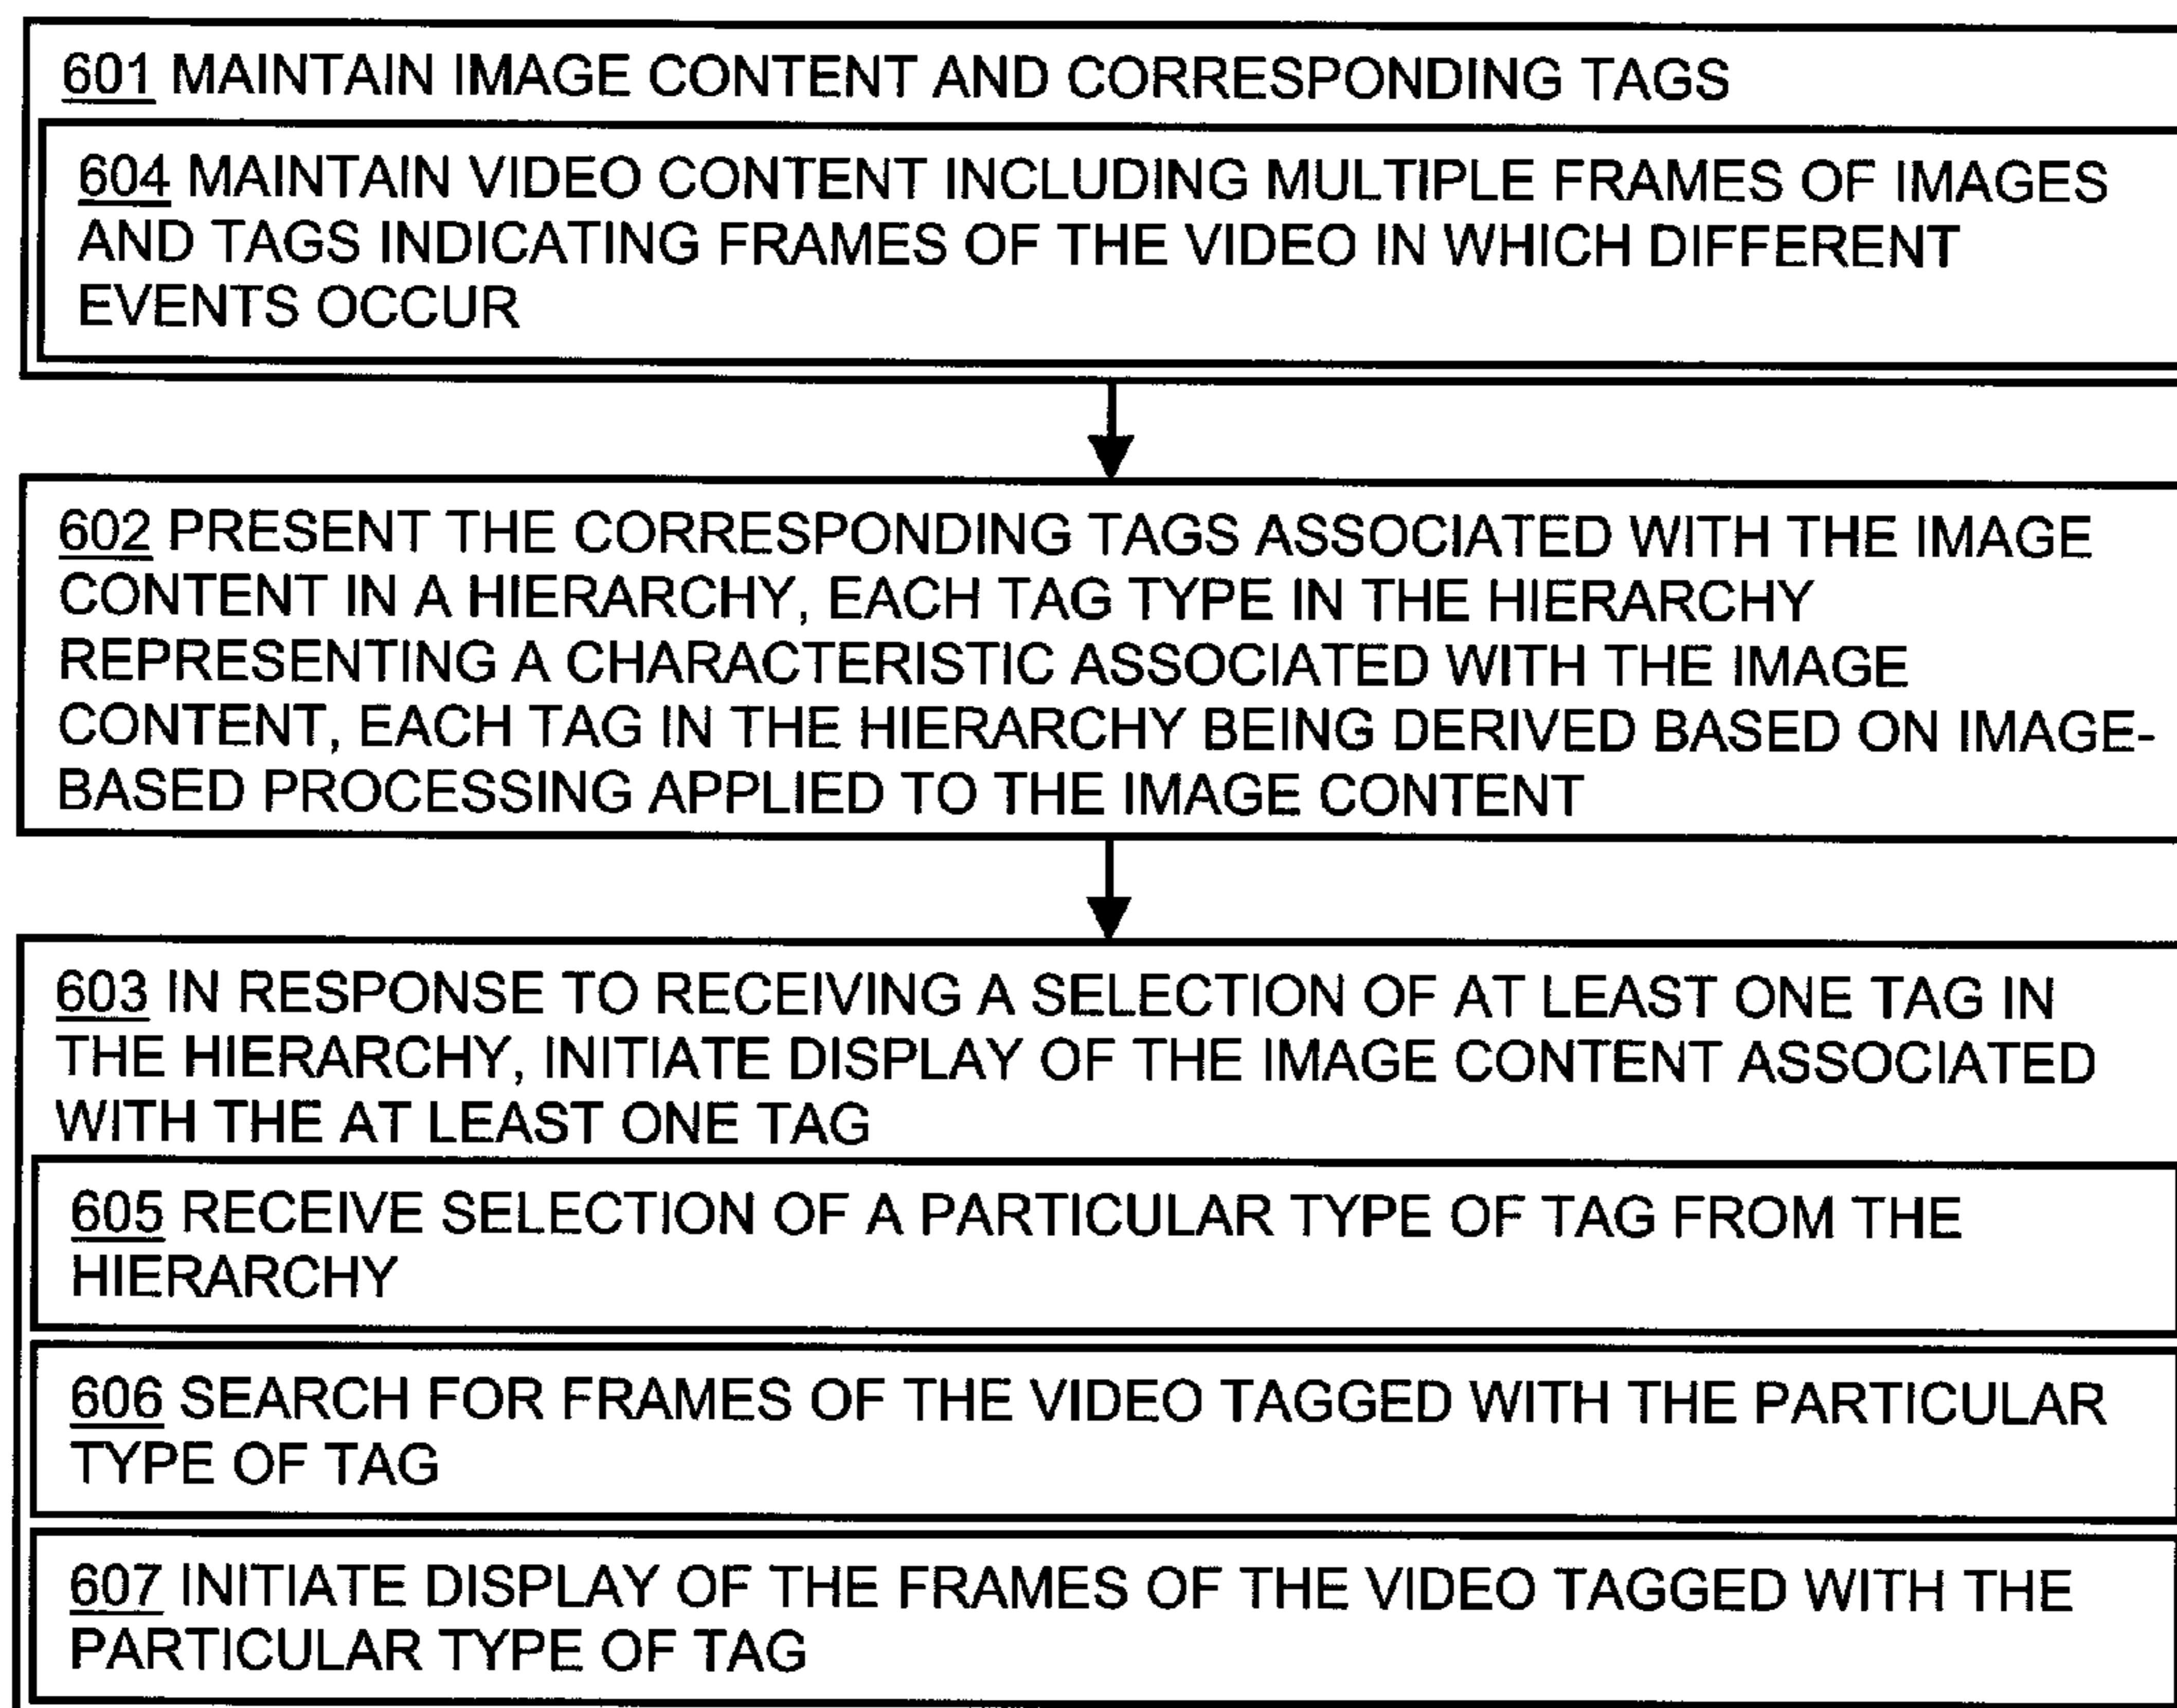 601 MAINTAIN IMAGE CONTENT AND CORRESPONDING TAGS
604 MAINTAIN VIDEO CONTENT INCLUDING MULTIPLE FRAMES OF IMAGES
AND TAGS INDICATING FRAMES OF THE VIDEO IN WHICH DIFFERENT
EVENTS OCCUR
602 PRESENT THE CORRESPONDING TAGS ASSOCIATED WITH THE IMAGE
CONTENT IN A HIERARCHY, EACH TAG TYPE IN THE HIERARCHY
REPRESENTING A CHARACTERISTIC ASSOCIATED WITH THE IMAGE
CONTENT, EACH TAG IN THE HIERARCHY BEING DERIVED BASED ON IMAGE-
BASED PROCESSING APPLIED TO THE IMAGE CONTENT
603 IN RESPONSE TO RECEIVING A SELECTION OF AT LEAST ONE TAG IN
THE HIERARCHY, INITIATE DISPLAY OF THE IMAGE CONTENT ASSOCIATED
WITH THE AT LEAST ONE TAG
605 RECEIVE SELECTION OF A PARTICULAR TYPE OF TAG FROM THE
HIERARCHY
606 SEARCH FOR FRAMES OF THE VIDEO TAGGED WITH THE PARTICULAR
TYPE OF TAG
607 INITIATE DISPLAY OF THE FRAMES OF THE VIDEO TAGGED WITH THE
PARTICULAR TYPE OF TAG